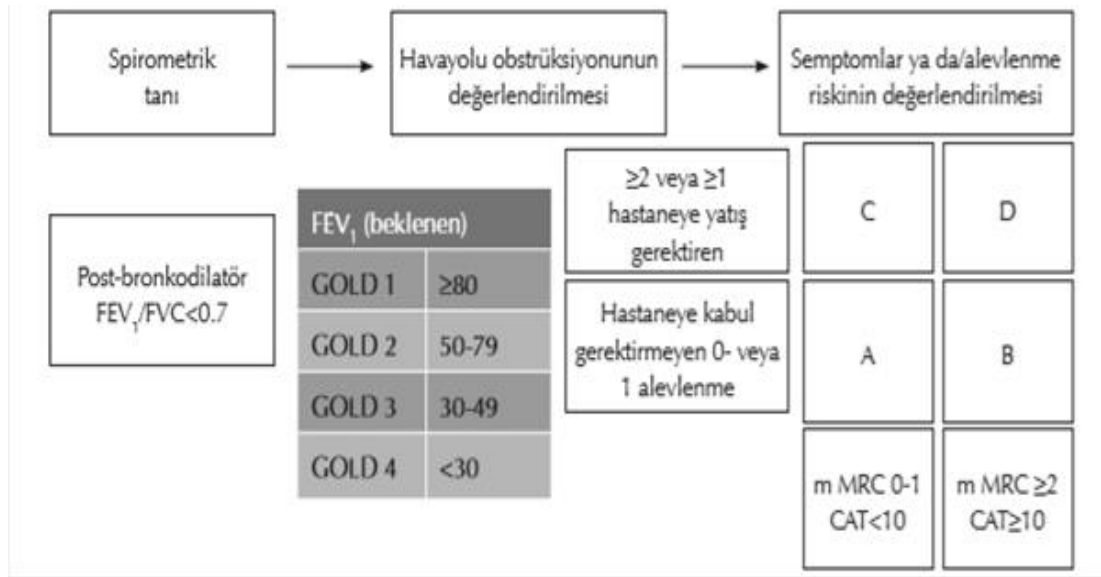 Spirometrik
tanı
Havayolu obstrüksiyonunun
değerlendirilmesi
Semptomlar ya da/alevlenme
riskinin değerlendirilmesi
Post-bronkodilatör
FEV₁/FVC<0.7
FEV₁ (beklenen)
GOLD 1 ≥80
GOLD 2 50-79
GOLD 3 30-49
GOLD 4 <30
≥2 veya ≥1
hastaneye yatış
gerektiren
C D
Hastaneye kabul
gerektirmeyen 0- veya
1 alevlenme
A B
m MRC 0-1
CAT<10
m MRC ≥2
CAT≥10